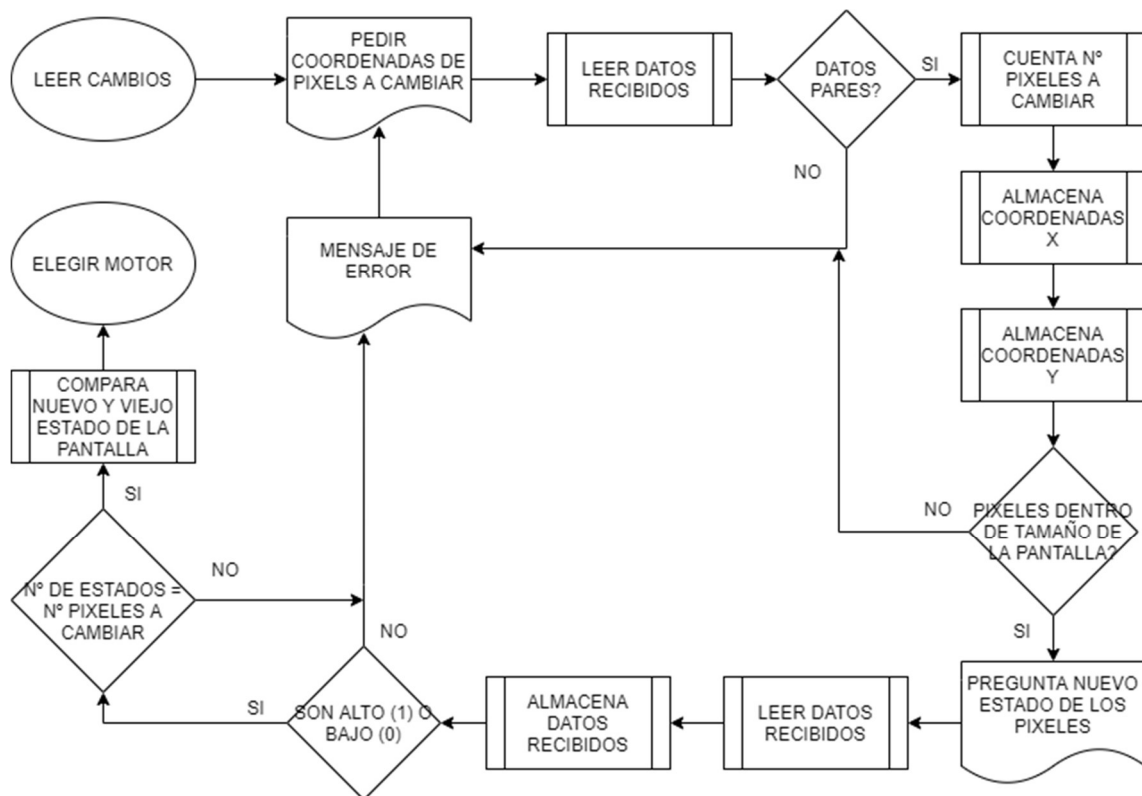 LEER CAMBIOS
PEDIR
COORDENADAS DE
PIXELS A CAMBIAR
LEER DATOS
RECIBIDOS
DATOS
PARES?
SI
NO
CUENTA Nº
PIXELES A
CAMBIAR
ALMACENA
COORDENADAS
X
ALMACENA
COORDENADAS
Y
PIXELES DENTRO
DE TAMAÑO DE
LA PANTALLA?
NO
SI
PREGUNTA NUEVO
ESTADO DE LOS
PIXELES
LEER DATOS
RECIBIDOS
ALMACENA
DATOS
RECIBIDOS
SON ALTO (1) O
BAJO (0)
NO
SI
MENSAJE DE
ERROR
Nº DE ESTADOS =
Nº PIXELES A
CAMBIAR
NO
SI
COMPARA
NUEVO Y VIEJO
ESTADO DE LA
PANTALLA
ELEGIR MOTOR